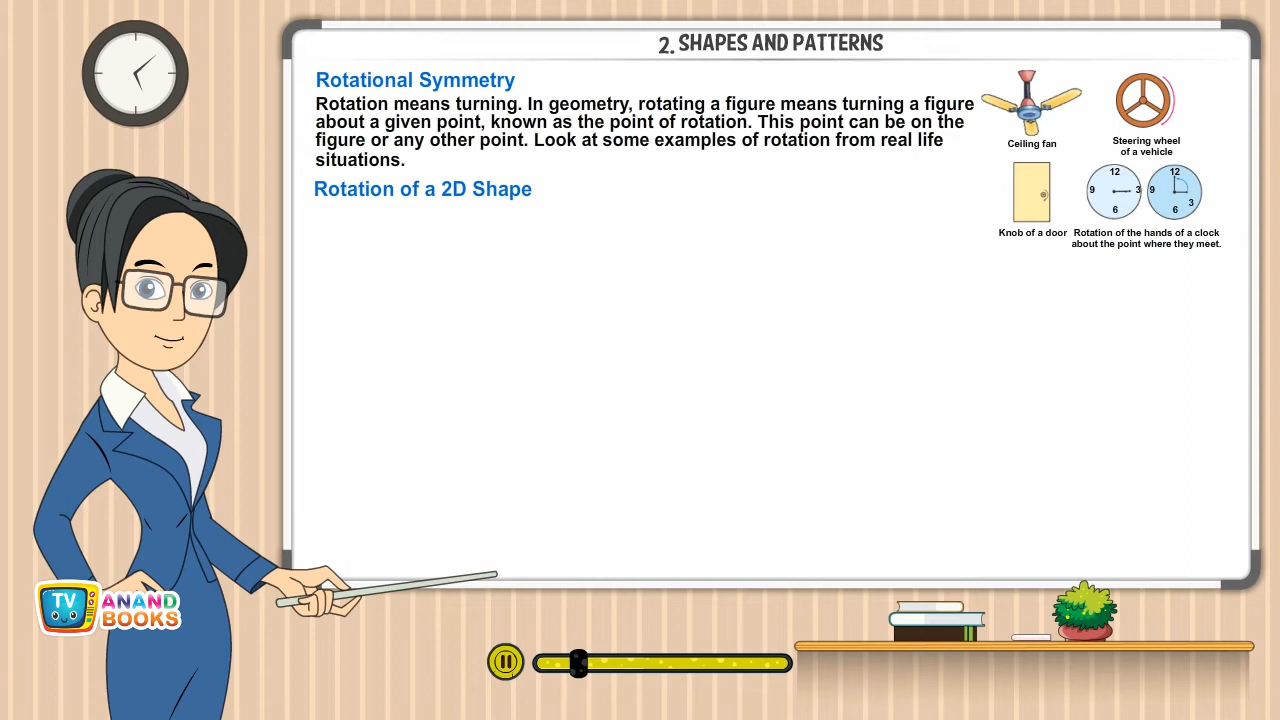 2. SHAPES AND PATTERNS
Rotational Symmetry
Rotation means turning. In geometry, rotating a figure means turning a figure
about a given point, known as the point of rotation. This point can be on the
figure or any other point. Look at some examples of rotation from real life
situations.
Rotation of a 2D Shape
Ceiling fan
Steering wheel
of a vehicle
12
9 3
6
12
9
3
6
Knob of a door
Rotation of the hands of a clock
about the point where they meet.
TV
ANAND
BOOKS